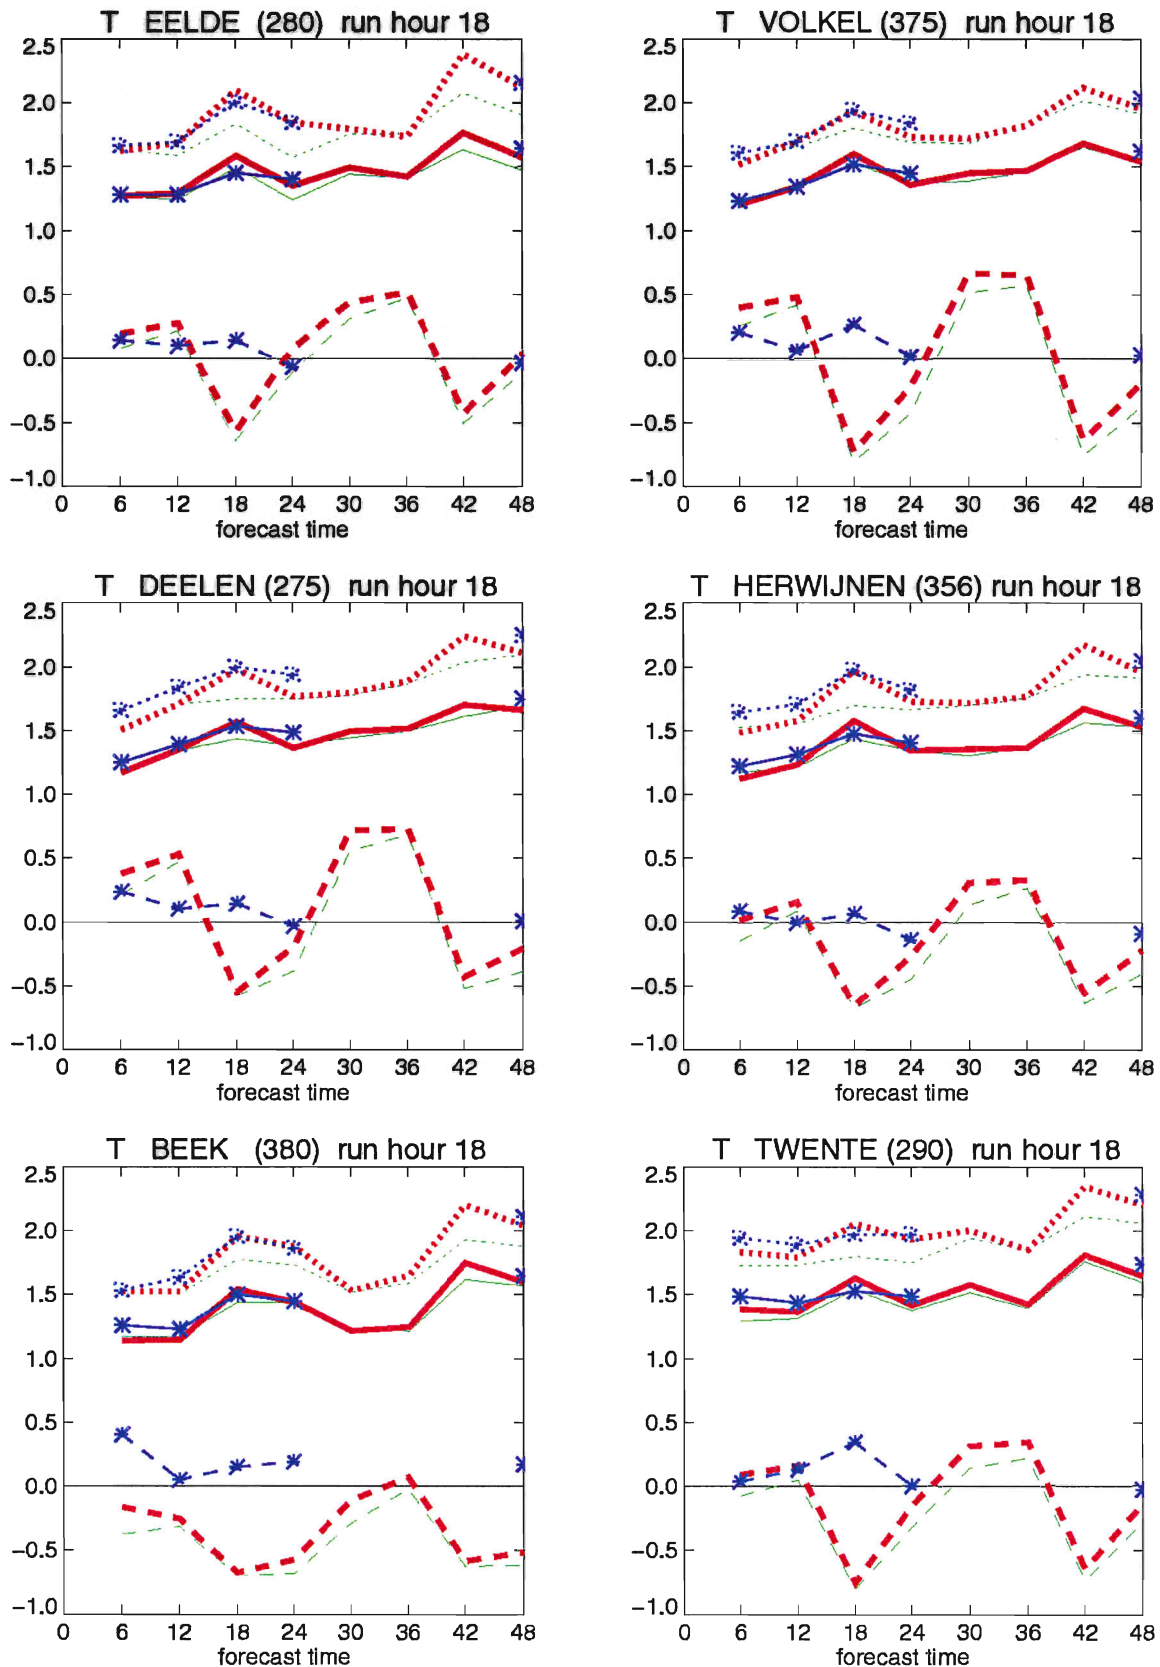 T EELDE (280) run hour 18
2.5
2.0
1.5
1.0
0.5
0.0
−0.5
−1.0
0 6 12 18 24 30 36 42 48
forecast time
T VOLKEL (375) run hour 18
2.5
2.0
1.5
1.0
0.5
0.0
−0.5
−1.0
0 6 12 18 24 30 36 42 48
forecast time
T DEELEN (275) run hour 18
2.5
2.0
1.5
1.0
0.5
0.0
−0.5
−1.0
0 6 12 18 24 30 36 42 48
forecast time
T HERWIJNEN (356) run hour 18
2.5
2.0
1.5
1.0
0.5
0.0
−0.5
−1.0
0 6 12 18 24 30 36 42 48
forecast time
T BEEK (380) run hour 18
2.5
2.0
1.5
1.0
0.5
0.0
−0.5
−1.0
0 6 12 18 24 30 36 42 48
forecast time
T TWENTE (290) run hour 18
2.5
2.0
1.5
1.0
0.5
0.0
−0.5
−1.0
0 6 12 18 24 30 36 42 48
forecast time